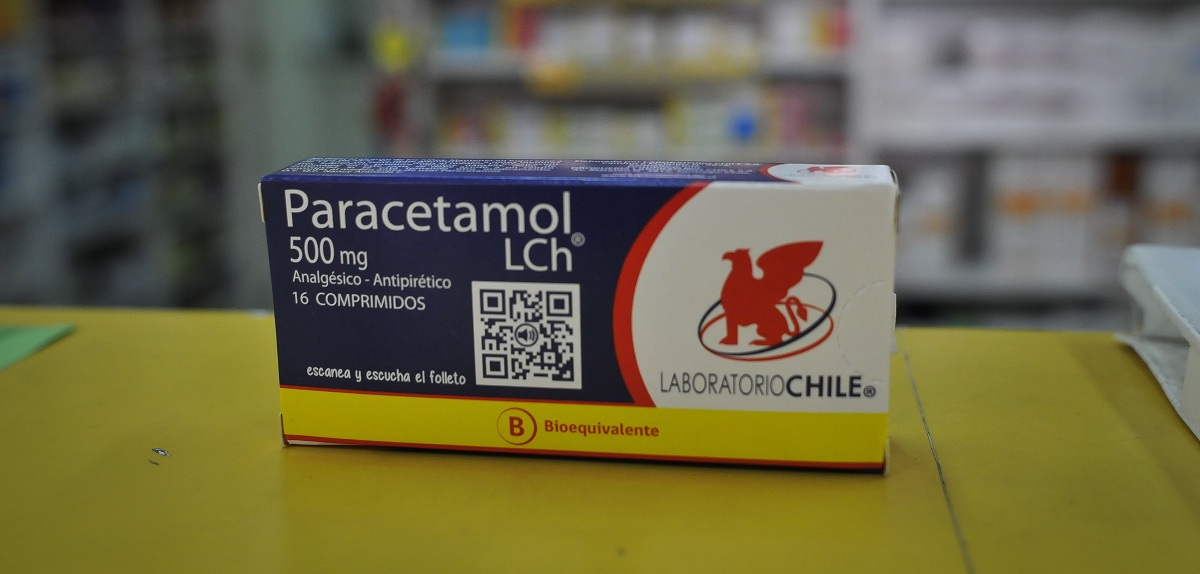 Paracetamol
LCh®
500 mg
Analgésico - Antipirético
16 COMPRIMIDOS
escanea y escucha el folleto
LABORATORIOCHILE®
B Bioequivalente